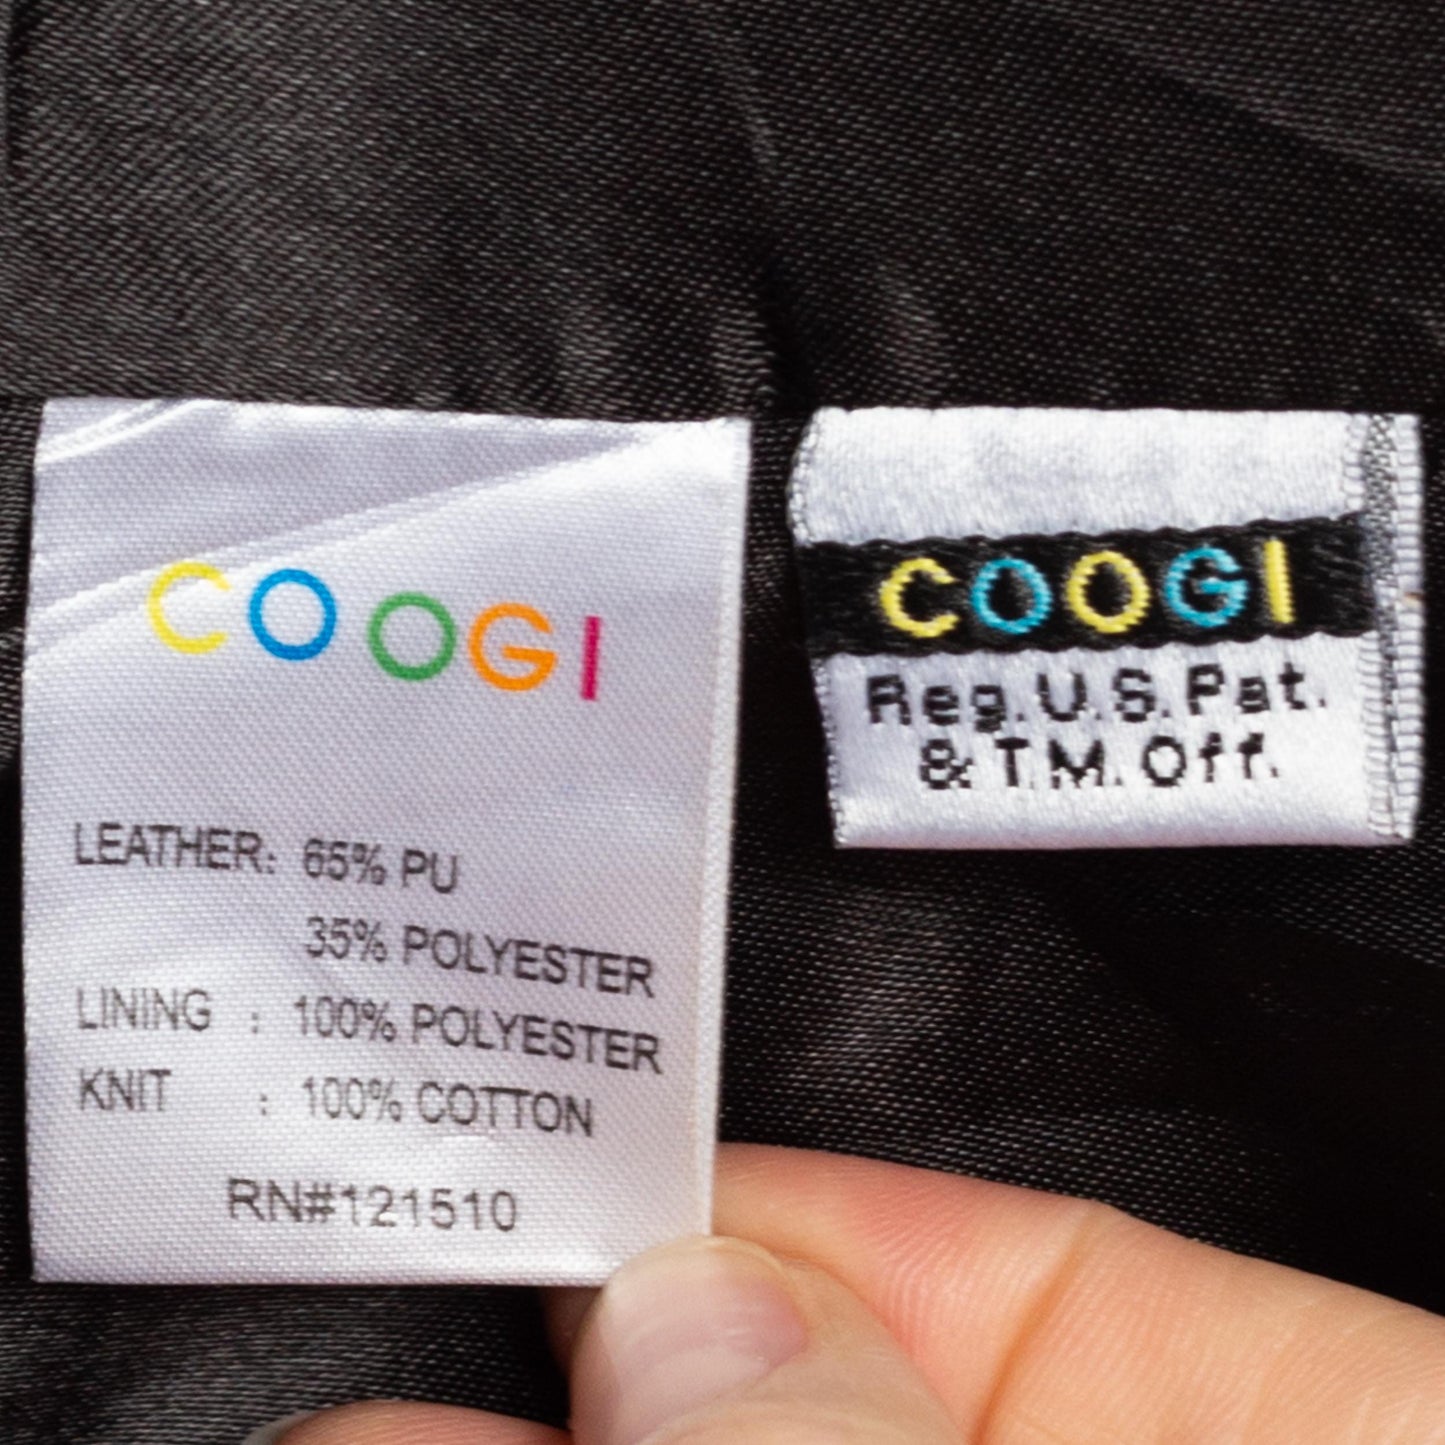 COOGI
LEATHER: 65% PU
35% POLYESTER
LINING : 100% POLYESTER
KNIT : 100% COTTON
RN#121510
COOGI
Reg.U.S.Pat.
& T.M. Off.